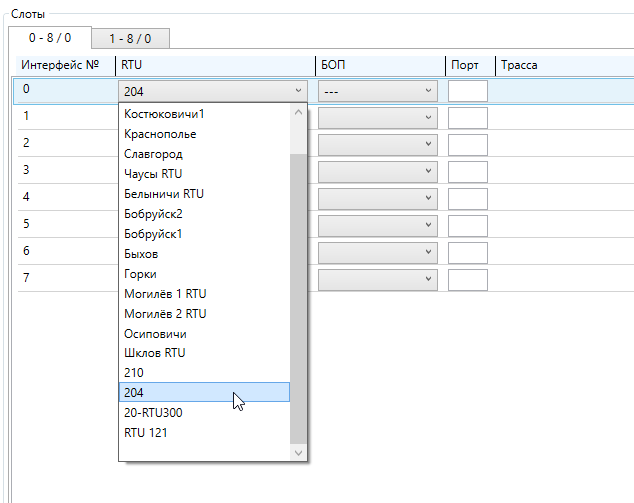 Слоты
0 - 8 / 0 1 - 8 / 0
Интерфейс № RTU БОП Порт Трасса
0 204 ---
Костюковичи1
1
Краснополье
2
Славгород
3
Чаусы RTU
Белыничи RTU
4
Бобруйск2
5
Бобруйск1
6
Быхов
7
Горки
Могилёв 1 RTU
Могилёв 2 RTU
Осиповичи
Шклов RTU
210
204
20-RTU300
RTU 121